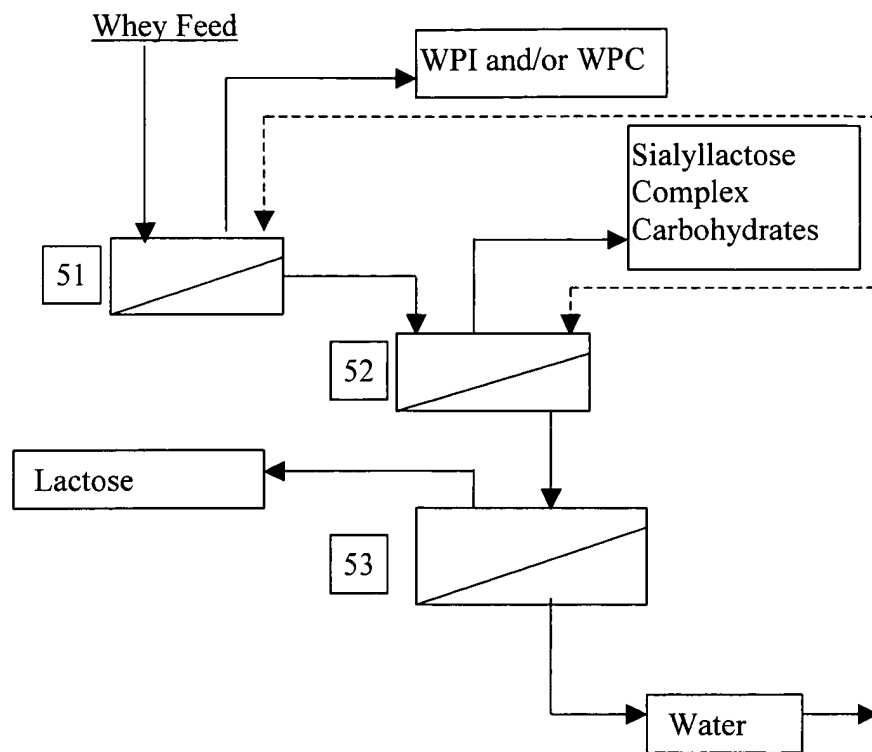 Whey Feed
WPI and/or WPC
Sialyllactose
Complex
Carbohydrates
51
52
Lactose
53
Water